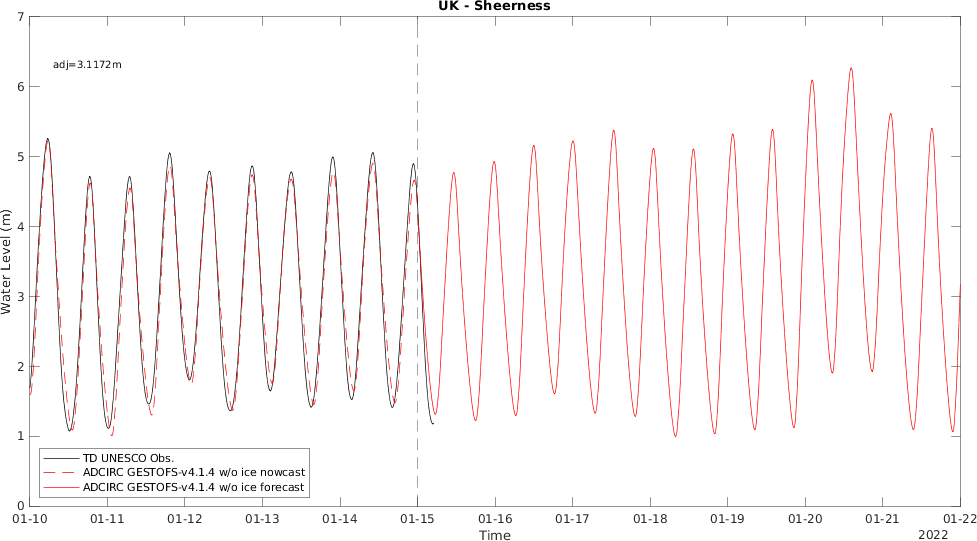 UK - Sheerness
adj=3.1172m
Water Level (m)
7
6
5
4
3
2
1
0
TD UNESCO Obs.
ADCIRC GESTOFS-v4.1.4 w/o ice nowcast
ADCIRC GESTOFS-v4.1.4 w/o ice forecast
01-10 01-11 01-12 01-13 01-14 01-15 01-16 01-17 01-18 01-19 01-20 01-21 01-22
Time
2022